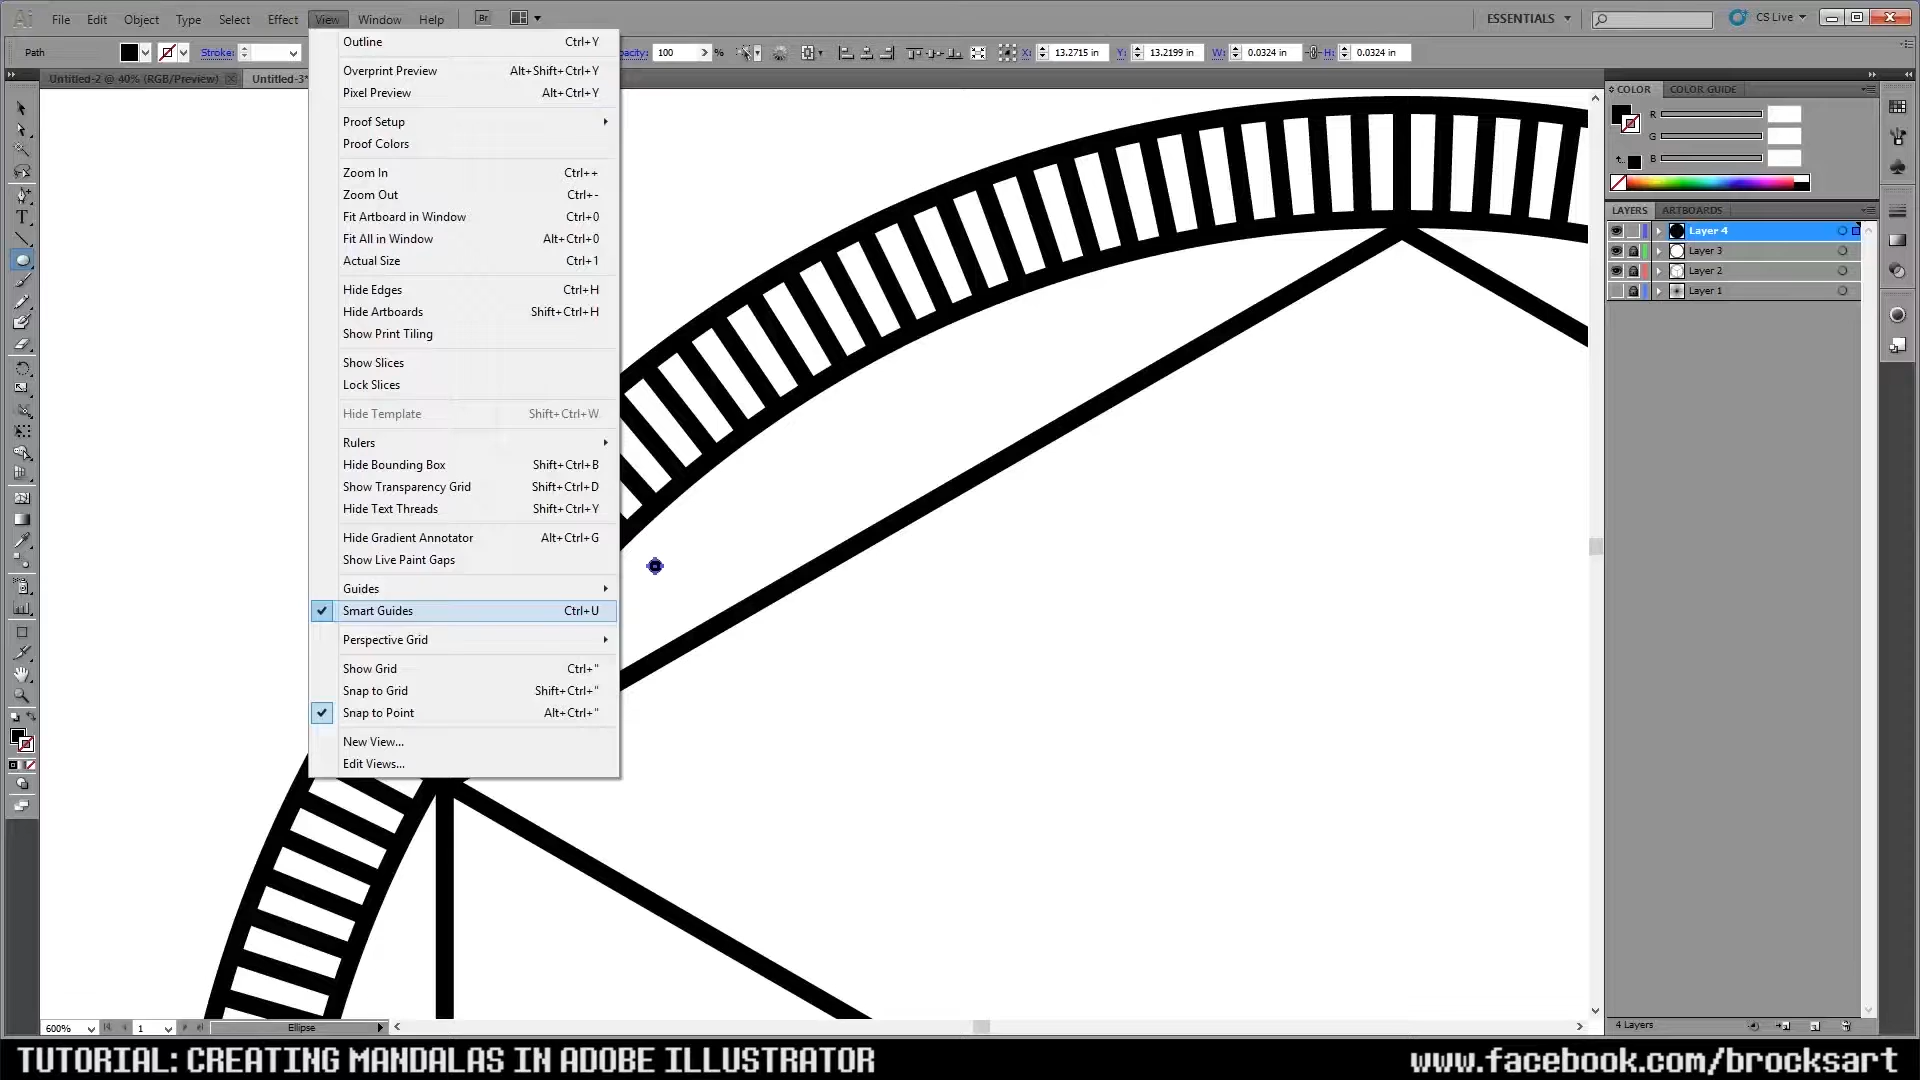 Ai File Edit Object Type Select Effect View Window Help Br ESSENTIALS CS Live
Path Stroke: 100 % X: 13.2715 in Y: 13.2199 in W: 0.0324 in H: 0.0324 in
Untitled-2 @ 40% (RGB/Preview) Untitled-3*
Outline Ctrl+Y
Overprint Preview Alt+Shift+Ctrl+Y
Pixel Preview Alt+Ctrl+Y
Proof Setup
Proof Colors
Zoom In Ctrl++
Zoom Out Ctrl+-
Fit Artboard in Window Ctrl+0
Fit All in Window Alt+Ctrl+0
Actual Size Ctrl+1
Hide Edges Ctrl+H
Hide Artboards Shift+Ctrl+H
Show Print Tiling
Show Slices
Lock Slices
Hide Template Shift+Ctrl+W
Rulers
Hide Bounding Box Shift+Ctrl+B
Show Transparency Grid Shift+Ctrl+D
Hide Text Threads Shift+Ctrl+Y
Hide Gradient Annotator Alt+Ctrl+G
Show Live Paint Gaps
Guides
Smart Guides Ctrl+U
Perspective Grid
Show Grid Ctrl+"
Snap to Grid Shift+Ctrl+"
Snap to Point Alt+Ctrl+"
New View...
Edit Views...
COLOR COLOR GUIDE
R
G
B
LAYERS ARTBOARDS
Layer 4
Layer 3
Layer 2
Layer 1
4 Layers
600% 1 Ellipse
TUTORIAL: CREATING MANDALAS IN ADOBE ILLUSTRATOR
www.facebook.com/brocksart